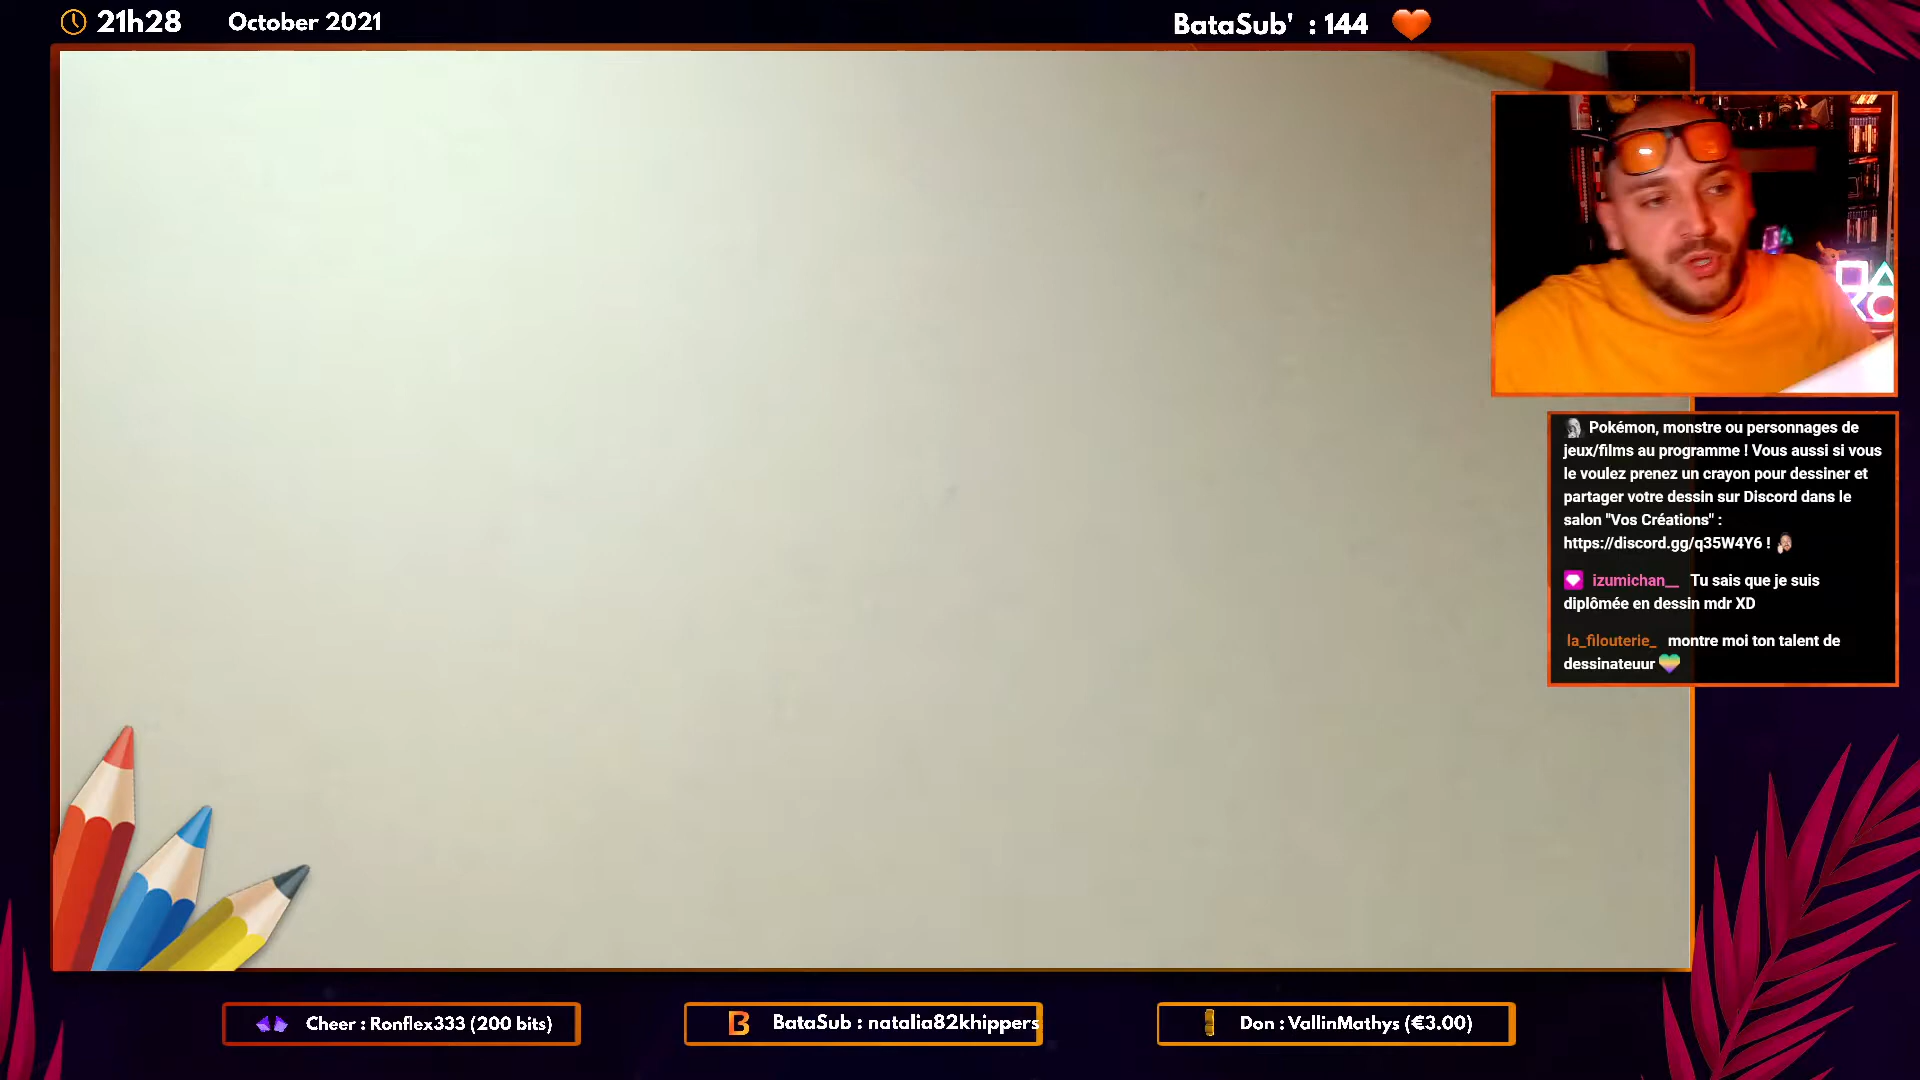 21h28
October 2021
BataSub' : 144
Pokémon, monstre ou personnages de
jeux/films au programme ! Vous aussi si vous
le voulez prenez un crayon pour dessiner et
partager votre dessin sur Discord dans le
salon "Vos Créations" :
https://discord.gg/q35W4Y6 !
izumichan__ Tu sais que je suis
diplômée en dessin mdr XD
la_filouterie_ montre moi ton talent de
dessinateuur
Cheer : Ronflex333 (200 bits)
B
BataSub : natalia82khippers
Don : VallinMathys (€3.00)